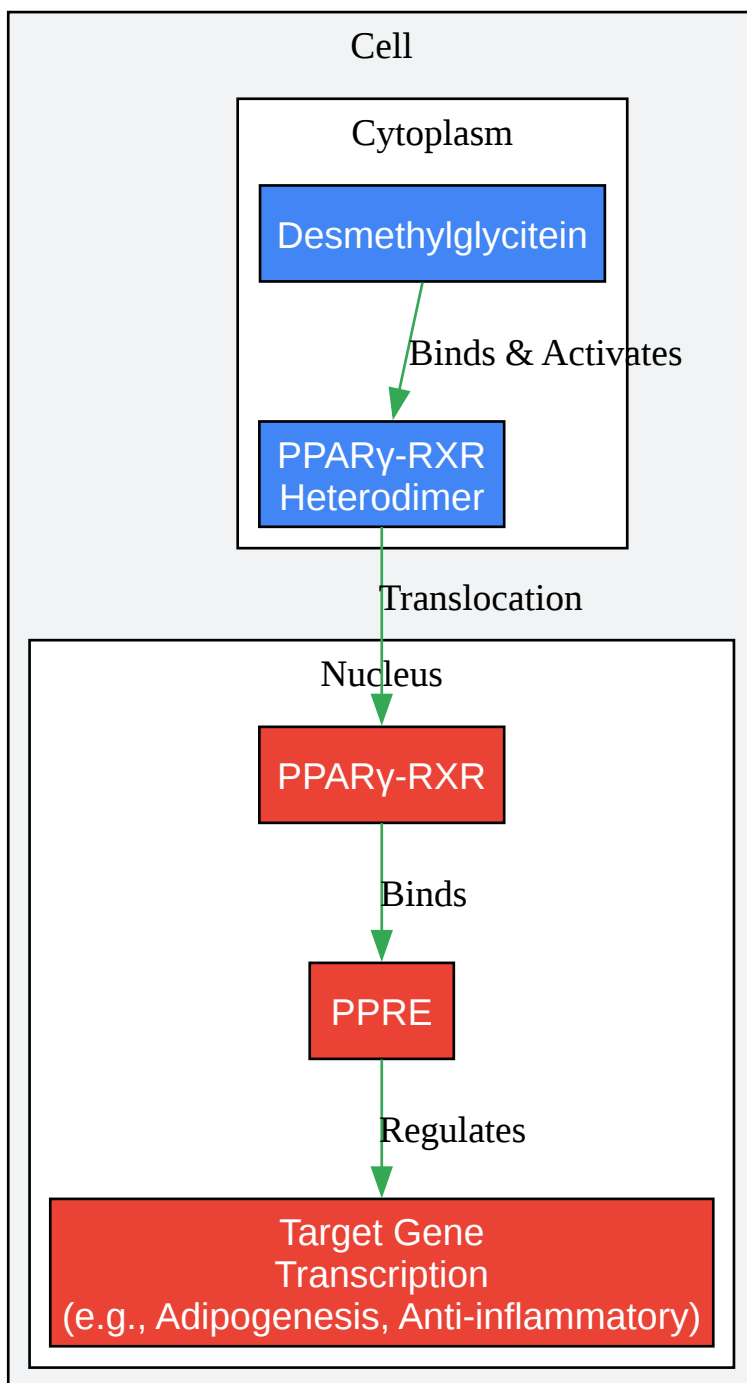 Cell
Cytoplasm
Desmethylglycitein
Binds & Activates
PPARγ-RXR
Heterodimer
Translocation
Nucleus
PPARγ-RXR
Binds
PPRE
Regulates
Target Gene
Transcription
(e.g., Adipogenesis, Anti-inflammatory)